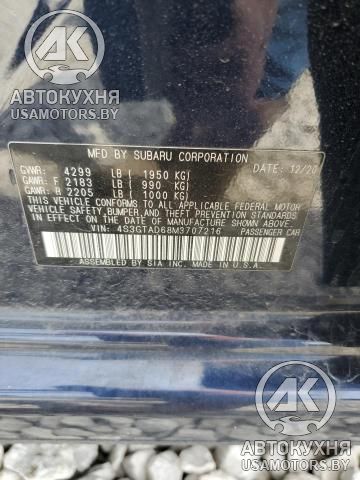 AK
АВТОКУХНЯ
USAMOTORS.BY
MFD BY SUBARU CORPORATION DATE: 12/20
GVWR: 4299 LB ( 1950 KG)
GAWR: F 2183 LB ( 990 KG)
GAWR: R 2205 LB ( 1000 KG)
THIS VEHICLE CONFORMS TO ALL APPLICABLE FEDERAL MOTOR
VEHICLE SAFETY, BUMPER, AND THEFT PREVENTION STANDARDS
IN EFFECT ON THE DATE OF MANUFACTURE SHOWN ABOVE.
VIN: 4S3GTAD68M3707216 PASSENGER CAR
ASSEMBLED BY SIA INC. MADE IN U.S.A.
AK
АВТОКУХНЯ
USAMOTORS.BY